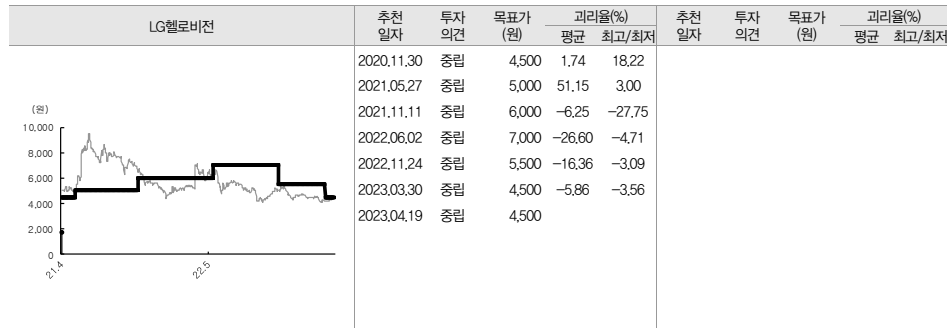 LG헬로비전
추천 일자 투자 의견 목표가 (원) 괴리율(%) 평균 최고/최저 추천 일자 투자 의견 목표가 (원) 괴리율(%) 평균 최고/최저
2020.11.30 중립 4,500 1.74 18.22
2021.05.27 중립 5,000 51.15 3.00
2021.11.11 중립 6,000 -6.25 -27.75
2022.06.02 중립 7,000 -26.60 -4.71
2022.11.24 중립 5,500 -16.36 -3.09
2023.03.30 중립 4,500 -5.86 -3.56
2023.04.19 중립 4,500
(원)
10,000
8,000
6,000
4,000
2,000
0
21.4 22.5